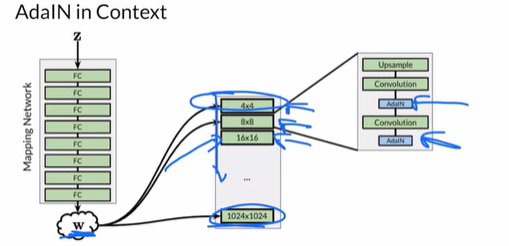 AdaIN in Context
Z
Mapping Network
FC
FC
FC
FC
FC
FC
FC
FC
W
4x4
8x8
16x16
...
1024x1024
Upsample
Convolution
AdaIN
Convolution
AdaIN